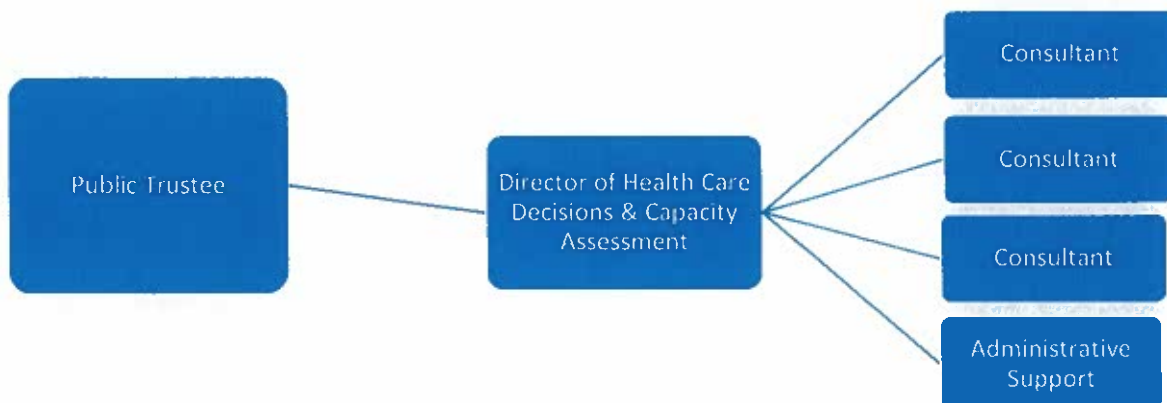 Public Trustee
Director of Health Care
Decisions & Capacity
Assessment
Consultant
Consultant
Consultant
Administrative
Support